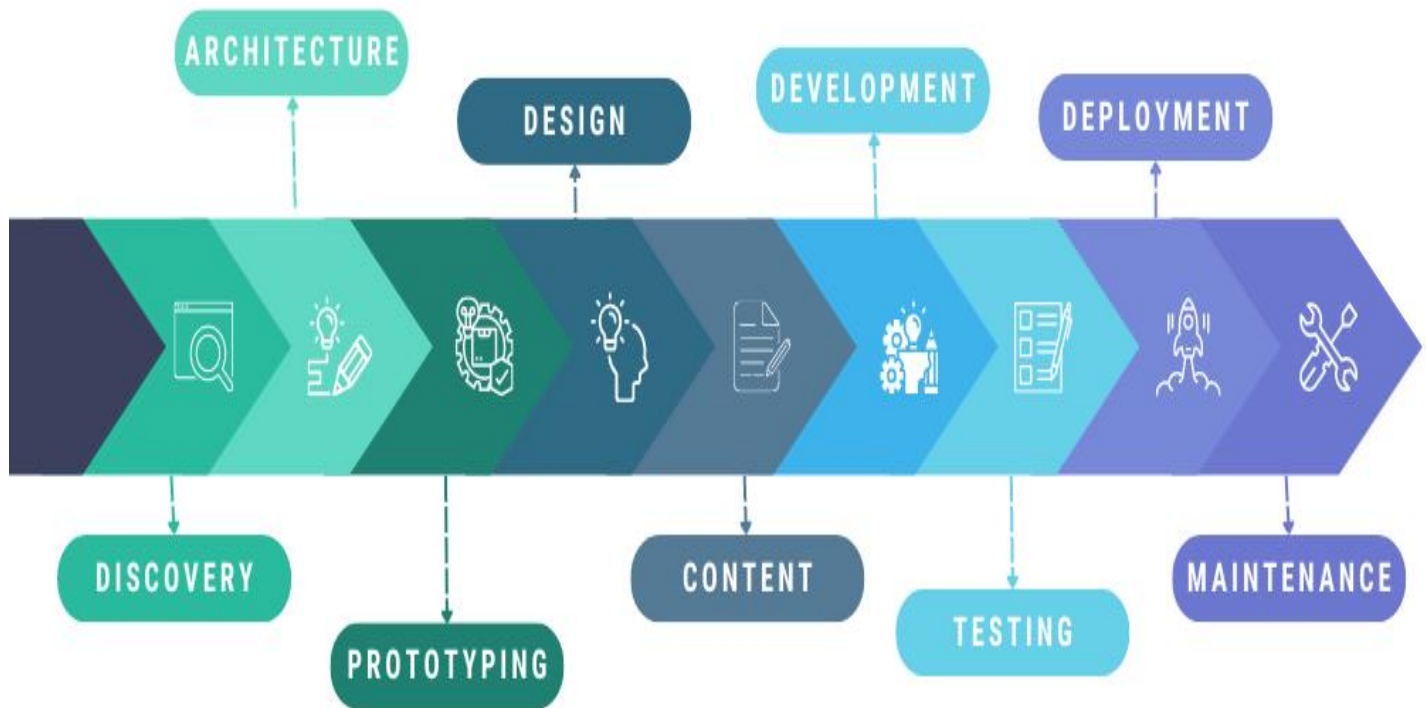 ARCHITECTURE
DESIGN
DEVELOPMENT
DEPLOYMENT
DISCOVERY
PROTOTYPING
CONTENT
TESTING
MAINTENANCE